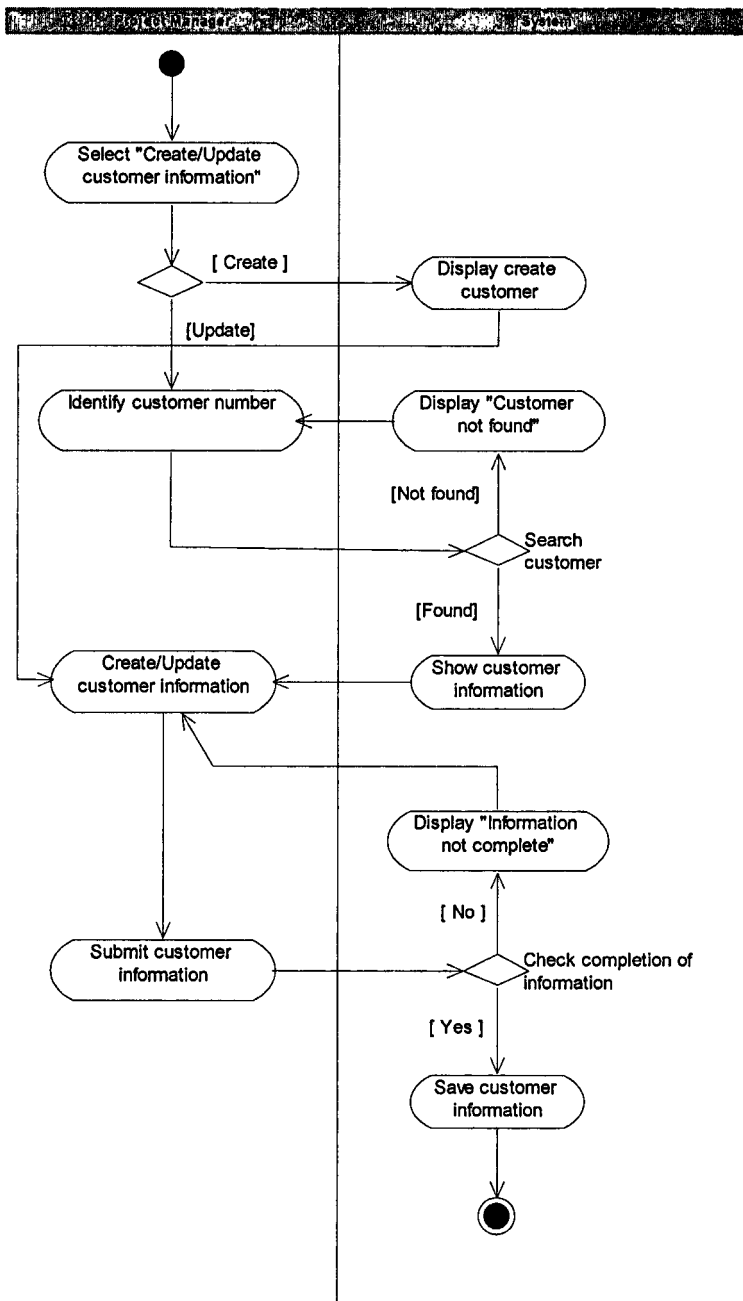 Project Manager
System
Select "Create/Update
customer information"
[ Create ]
Display create
customer
[Update]
Identify customer number
Display "Customer
not found"
[Not found]
Search
customer
[Found]
Create/Update
customer information
Show customer
information
Display "Information
not complete"
[ No ]
Submit customer
information
Check completion of
information
[ Yes ]
Save customer
information